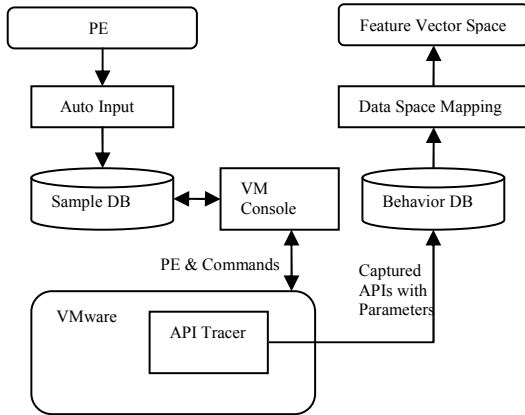 PE
Feature Vector Space
Auto Input
Data Space Mapping
Sample DB
VM
Console
Behavior DB
PE & Commands
Captured
APIs with
Parameters
VMware
API Tracer